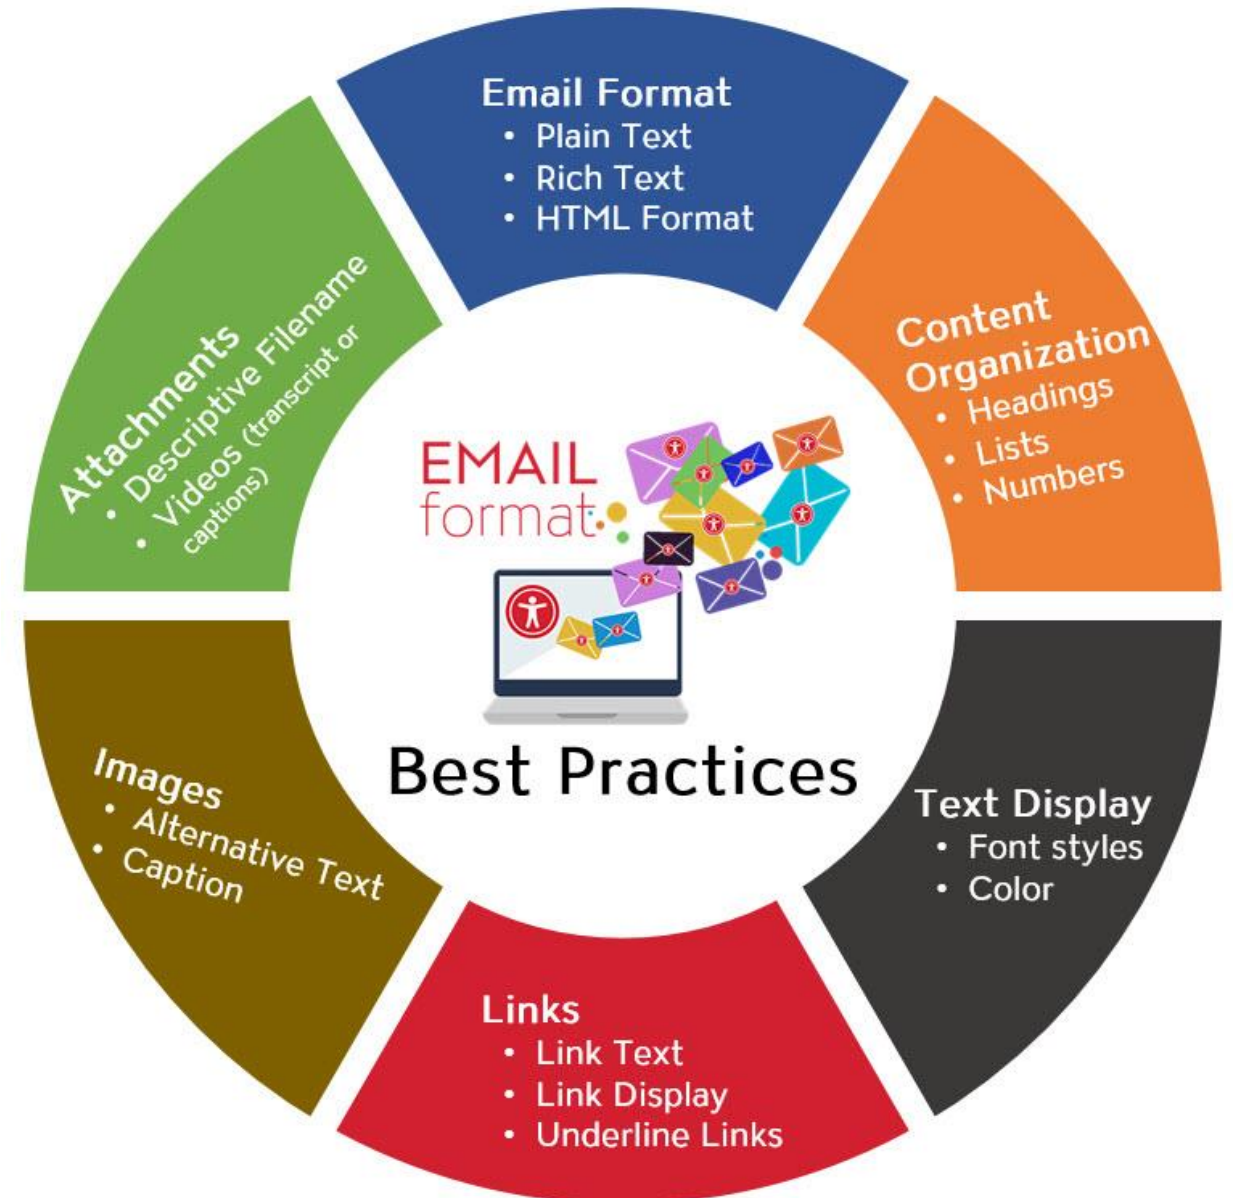 Email Format
• Plain Text
• Rich Text
• HTML Format
Content
Organization
• Headings
• Lists
• Numbers
Text Display
• Font styles
• Color
Links
• Link Text
• Link Display
• Underline Links
Images
• Alternative Text
• Caption
Attachments
• Descriptive Filename
• Videos (transcript or
captions)
EMAIL
format
Best Practices